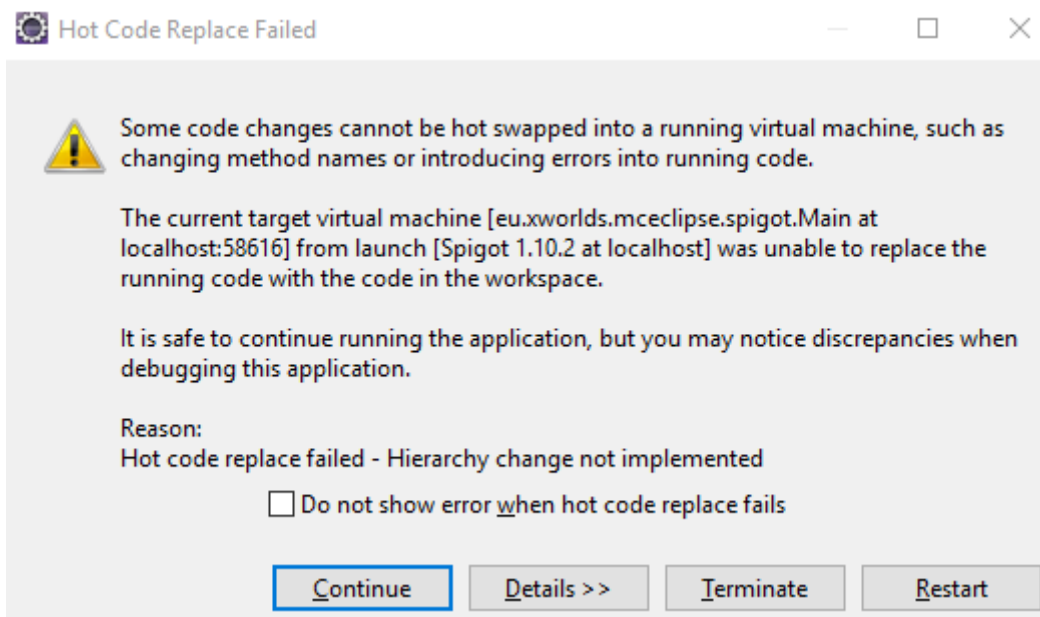 Hot Code Replace Failed
Some code changes cannot be hot swapped into a running virtual machine, such as
changing method names or introducing errors into running code.
The current target virtual machine [eu.xworlds.mceclipse.spigot.Main at
localhost:58616] from launch [Spigot 1.10.2 at localhost] was unable to replace the
running code with the code in the workspace.
It is safe to continue running the application, but you may notice discrepancies when
debugging this application.
Reason:
Hot code replace failed - Hierarchy change not implemented
Do not show error when hot code replace fails
Continue Details >> Terminate Restart